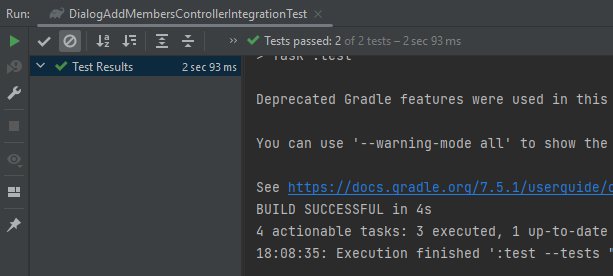 Run: DialogAddMembersControllerIntegrationTest ×
» Tests passed: 2 of 2 tests – 2 sec 93 ms
Test Results 2 sec 93 ms
> Task :test
Deprecated Gradle features were used in this
You can use '--warning-mode all' to show the
See https://docs.gradle.org/7.5.1/userguide/c
BUILD SUCCESSFUL in 4s
4 actionable tasks: 3 executed, 1 up-to-date
18:08:35: Execution finished ':test --tests "